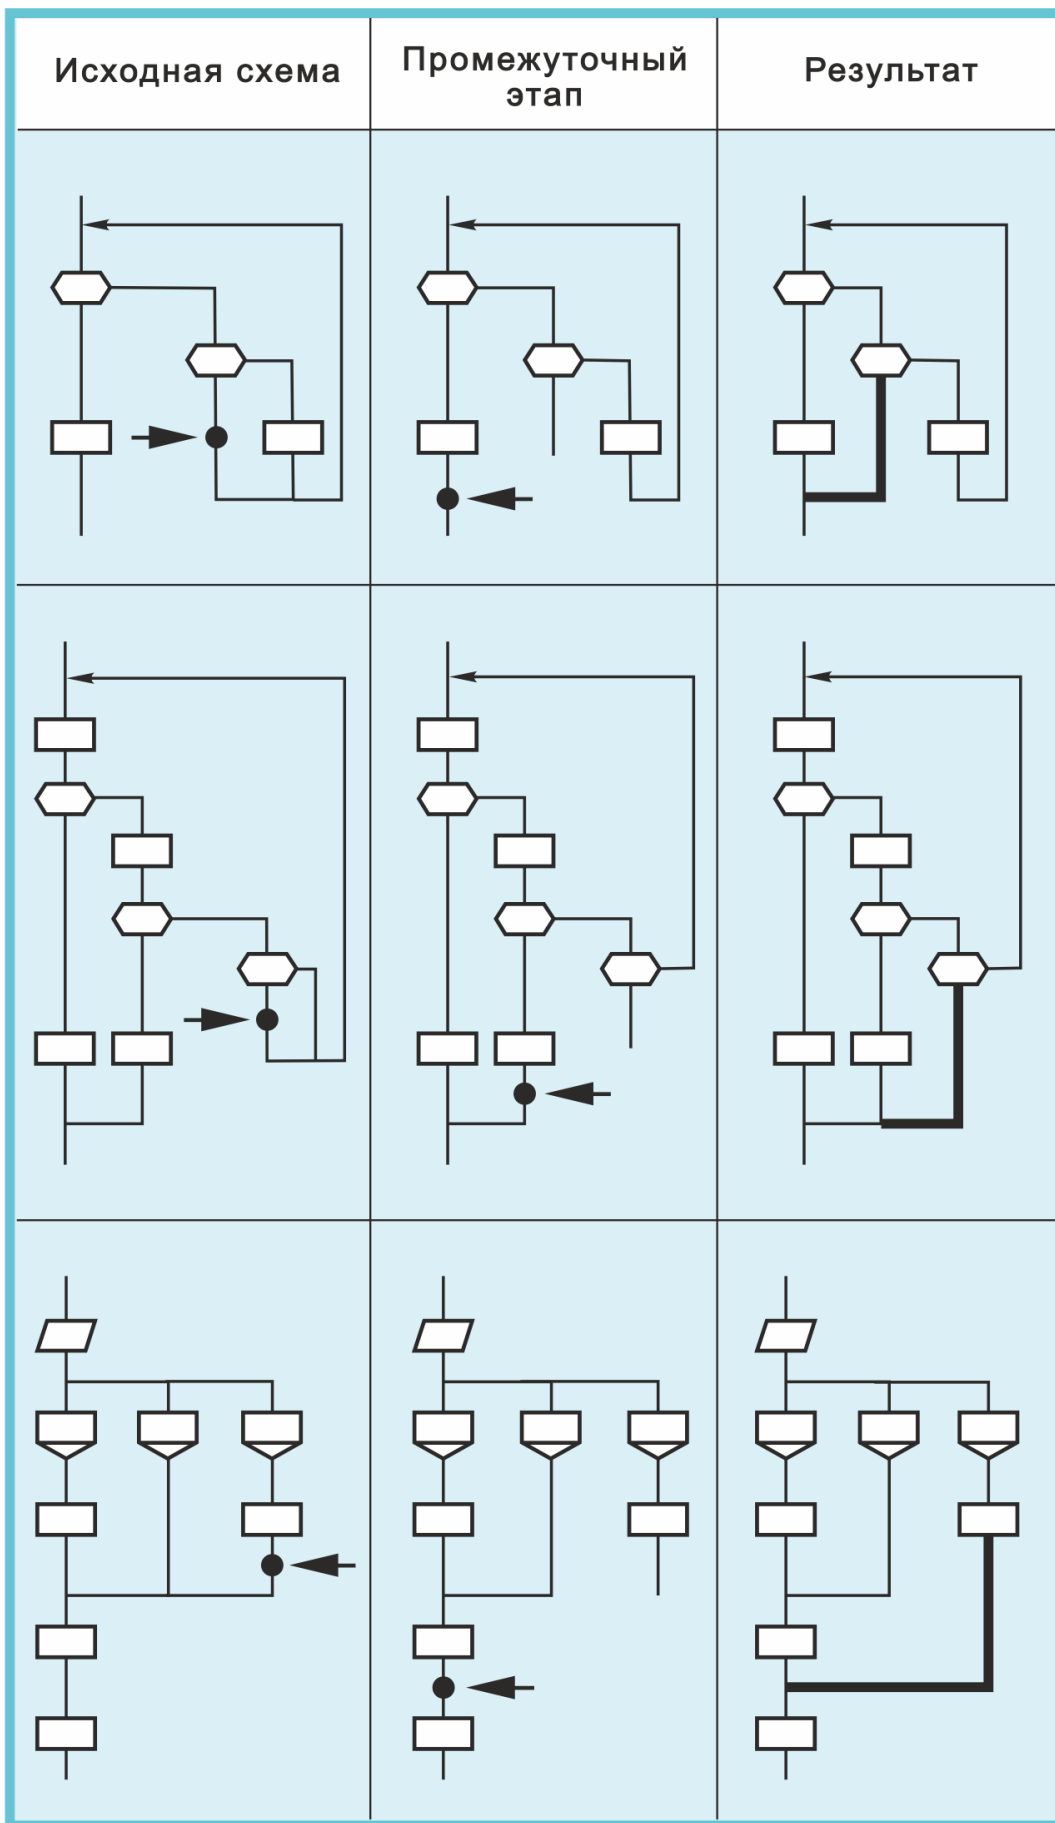 Исходная схема
Промежуточный
этап
Результат